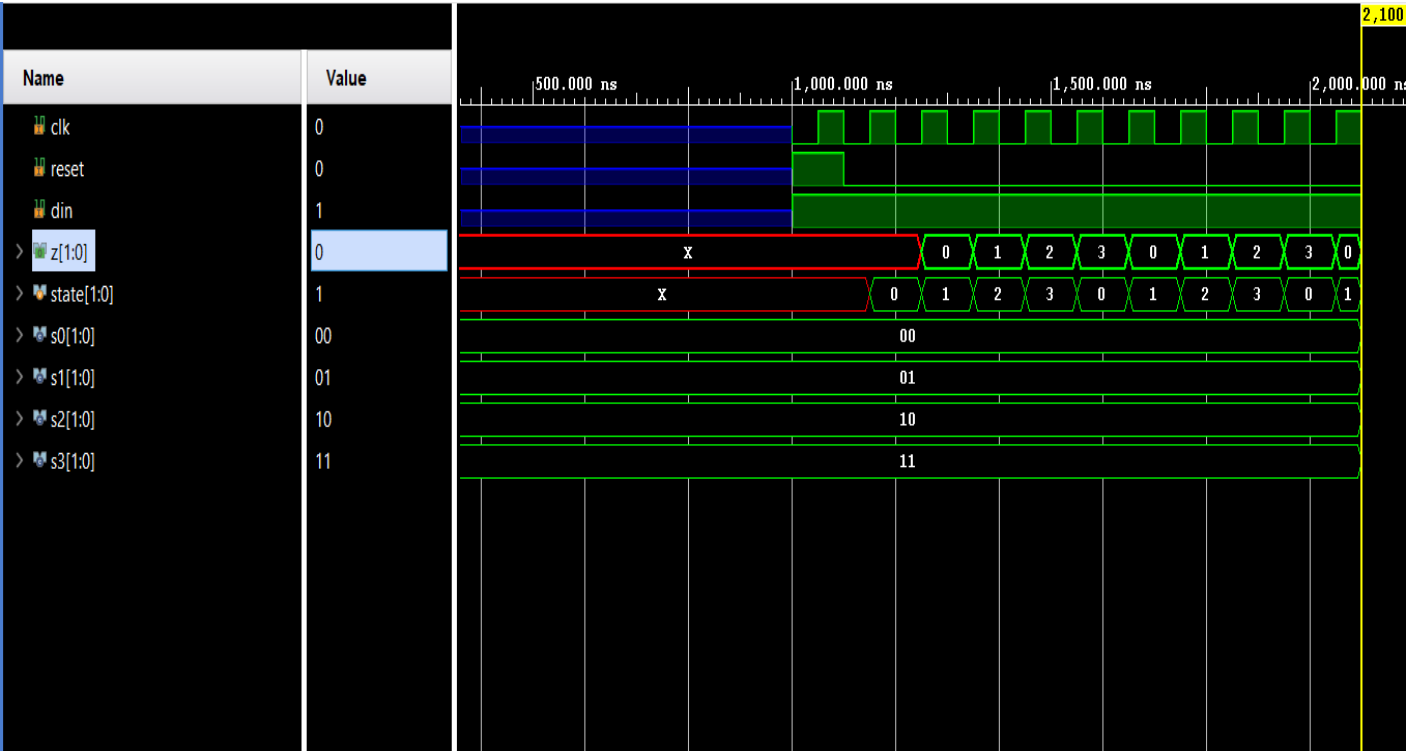 2,100
Name Value
500.000 ns 1,000.000 ns 1,500.000 ns 2,000.000 ns
clk 0
reset 0
din 1
z[1:0] 0 X 0 1 2 3 0 1 2 3 0
state[1:0] 1 X 0 1 2 3 0 1 2 3 0 1
s0[1:0] 00 00
s1[1:0] 01 01
s2[1:0] 10 10
s3[1:0] 11 11